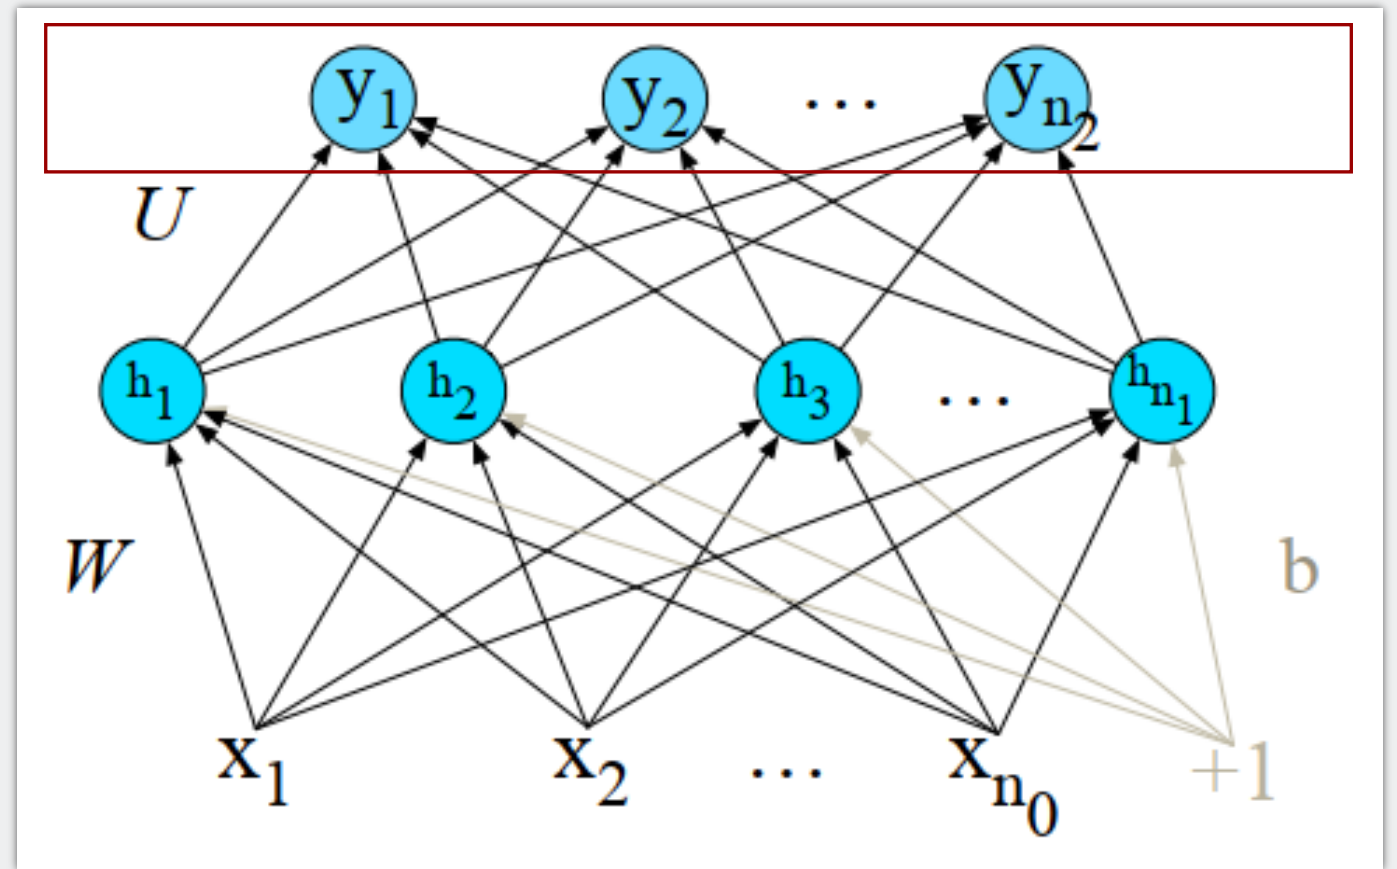 y₁ y₂ … yₙ₂
U
h₁ h₂ h₃ … hₙ₁
W b
x₁ x₂ … xₙ₀ +1